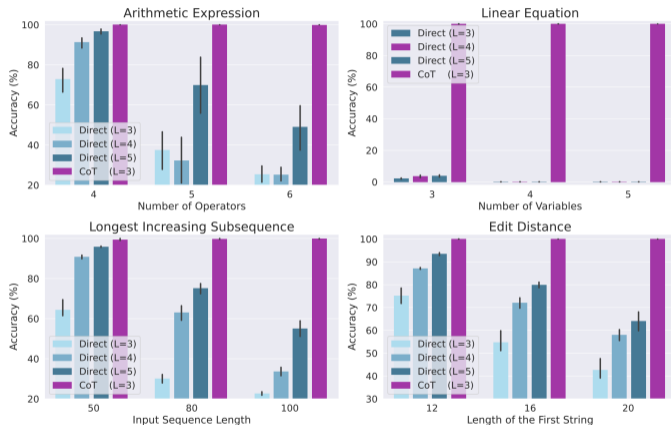 Arithmetic Expression
Accuracy (%)
100
80
60
40
20
Direct (L=3)
Direct (L=4)
Direct (L=5)
CoT (L=3)
4
5
6
Number of Operators
Linear Equation
Accuracy (%)
100
80
60
40
20
0
Direct (L=3)
Direct (L=4)
Direct (L=5)
CoT (L=3)
3
4
5
Number of Variables
Longest Increasing Subsequence
Accuracy (%)
100
80
60
40
20
Direct (L=3)
Direct (L=4)
Direct (L=5)
CoT (L=3)
50
80
100
Input Sequence Length
Edit Distance
Accuracy (%)
100
90
80
70
60
50
40
30
Direct (L=3)
Direct (L=4)
Direct (L=5)
CoT (L=3)
12
16
20
Length of the First String